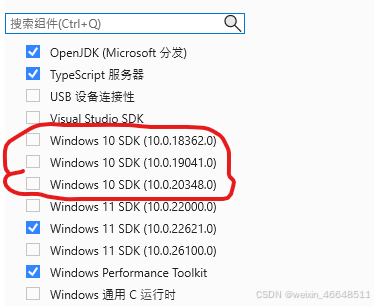 搜索组件(Ctrl+Q)
OpenJDK (Microsoft 分发)
TypeScript 服务器
USB 设备连接性
Visual Studio SDK
Windows 10 SDK (10.0.18362.0)
Windows 10 SDK (10.0.19041.0)
Windows 10 SDK (10.0.20348.0)
Windows 11 SDK (10.0.22000.0)
Windows 11 SDK (10.0.22621.0)
Windows 11 SDK (10.0.26100.0)
Windows Performance Toolkit
Windows 通用 C 运行时
CSDN @weixin_46648511